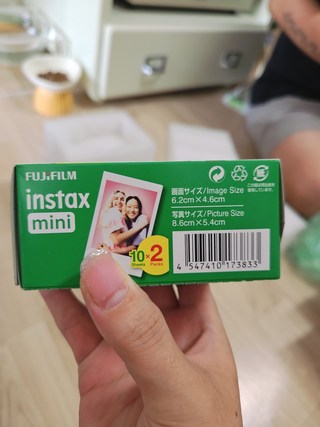 FUJIFILM
instax
mini
10 × 2
Sheets Packs
画面サイズ/Image Size
6.2cm×4.6cm
写真サイズ/Picture Size
8.6cm×5.4cm
4 547410 173833